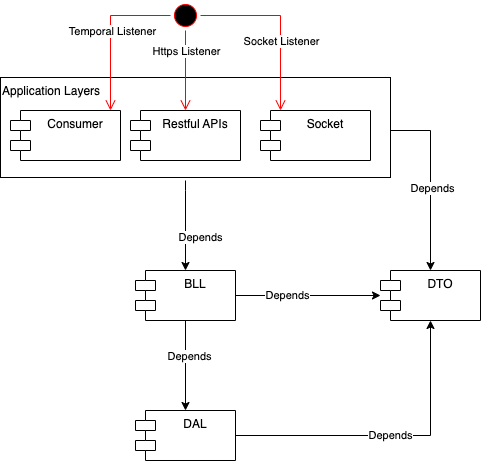 Temporal Listener
Https Listener
Socket Listener
Application Layers
Consumer
Restful APIs
Socket
Depends
Depends
BLL
Depends
DTO
Depends
DAL
Depends